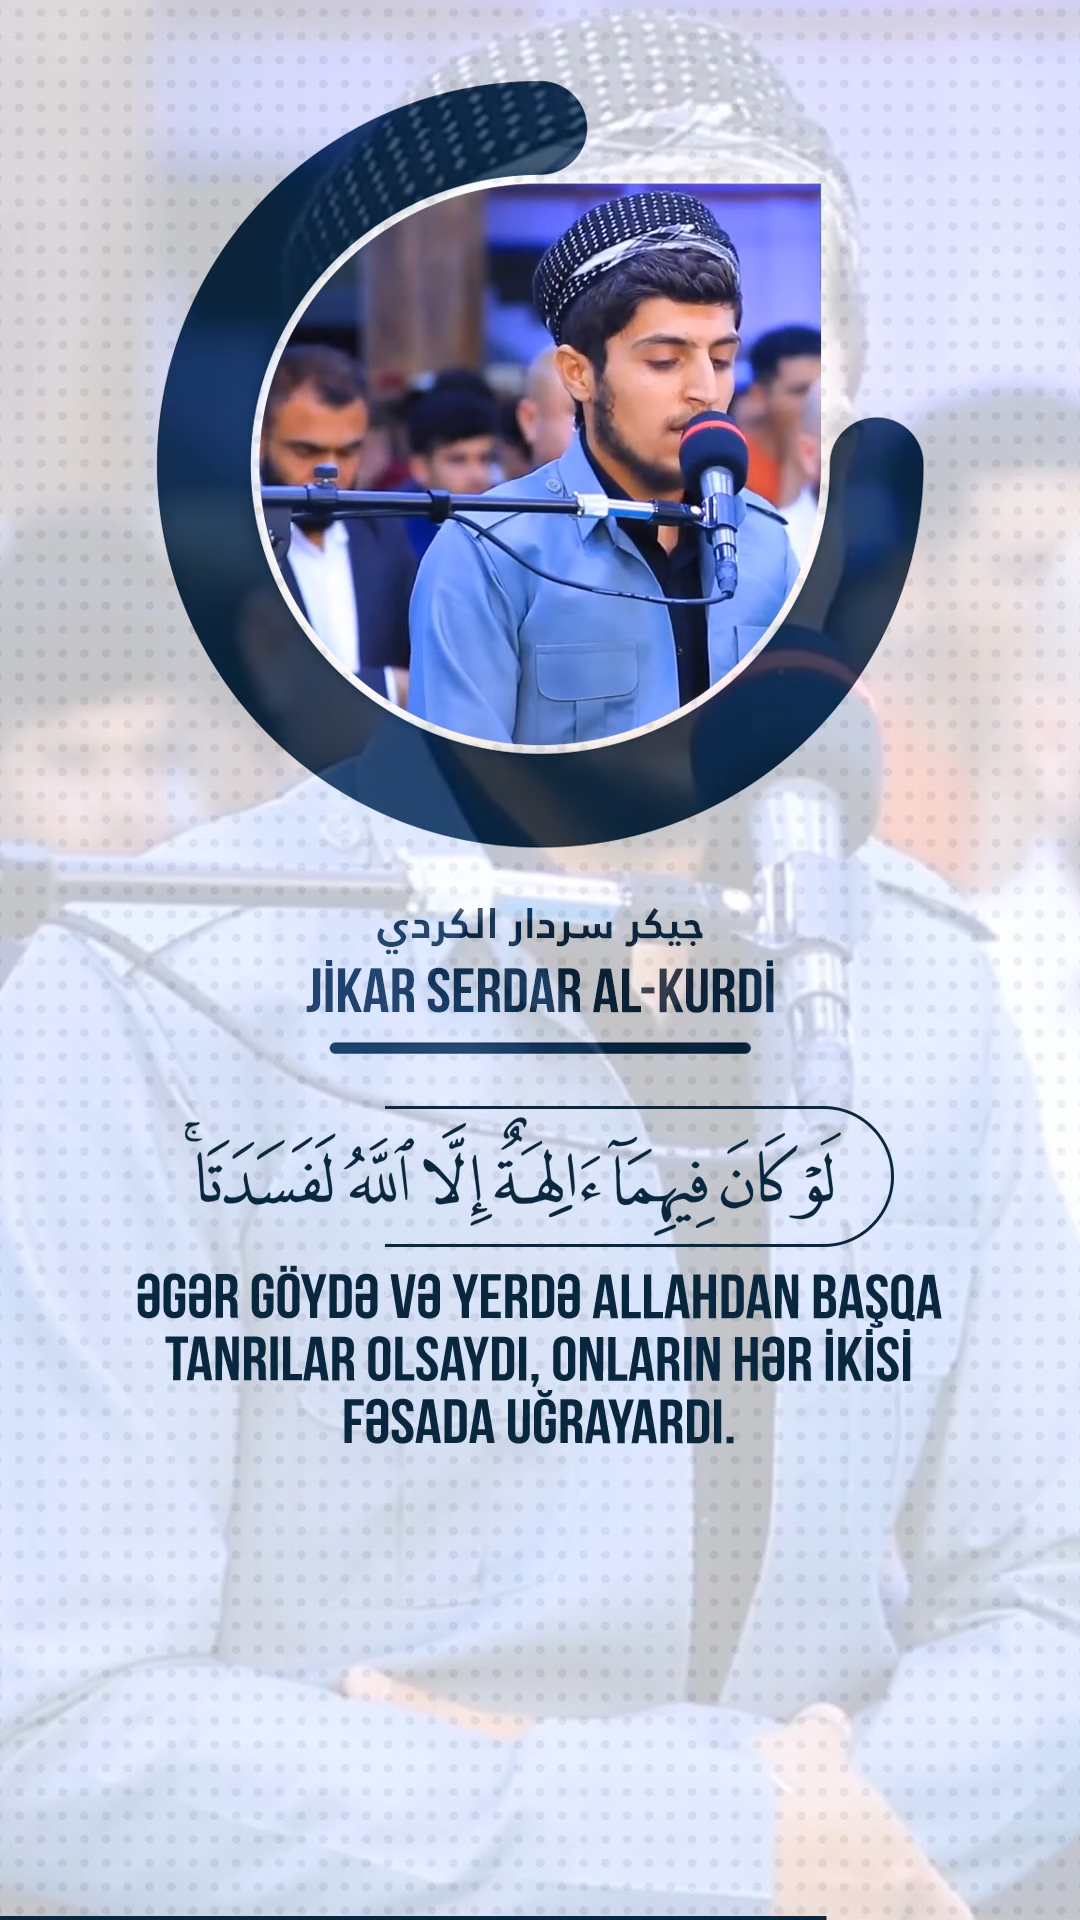 جيكر سردار الكردي
JİKAR SERDAR AL-KURDİ
لَوْ كَانَ فِيهِمَآ ءَالِهَةٌ إِلَّا ٱللَّهُ لَفَسَدَتَا ۚ
ƏGƏR GÖYDƏ VƏ YERDƏ ALLAHDAN BAŞQA
TANRILAR OLSAYDI, ONLARIN HƏR İKİSİ
FƏSADA UĞRAYARDI.